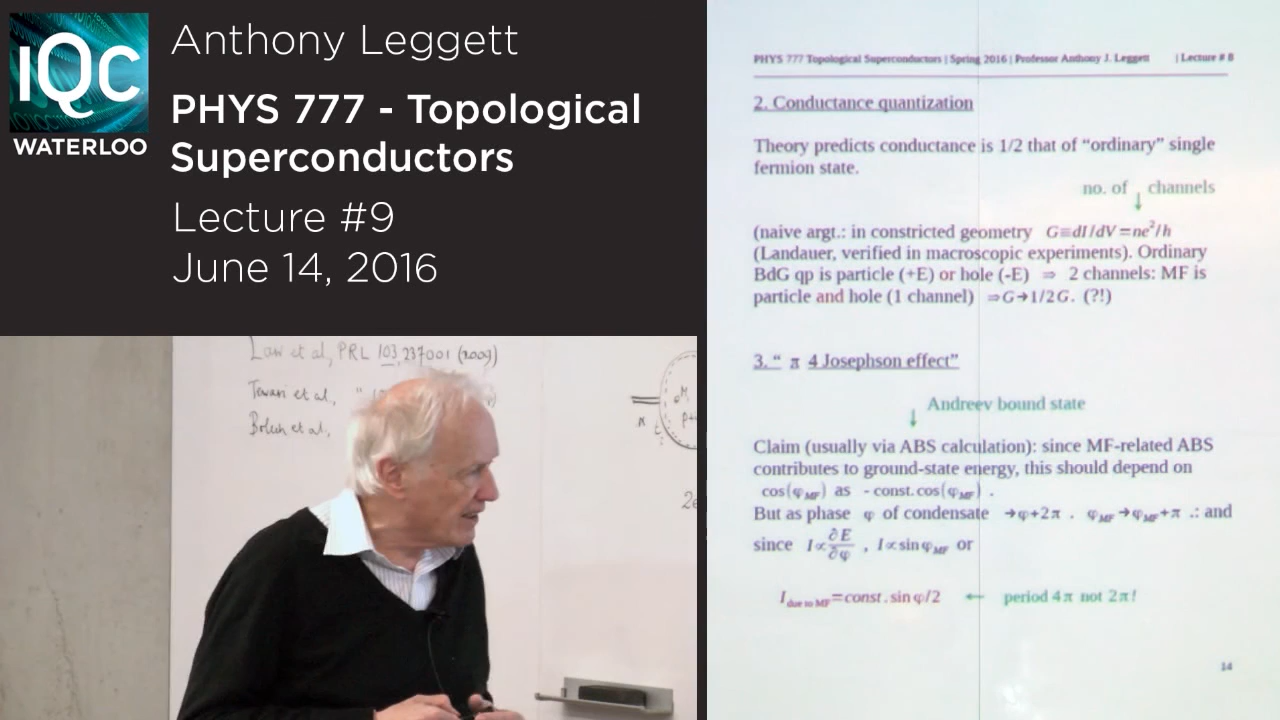 IQC
WATERLOO
Anthony Leggett
PHYS 777 - Topological
Superconductors
Lecture #9
June 14, 2016
Law et al, PRL 103, 237001 (2009)
Tewari et al, "
Bolech et al,
M
2e
PHYS 777 Topological Superconductors | Spring 2016 | Professor Anthony J. Leggett | Lecture # 8
2. Conductance quantization
Theory predicts conductance is 1/2 that of “ordinary” single
fermion state.
no. of channels
(naive argt.: in constricted geometry G≡dI/dV=ne²/h
(Landauer, verified in macroscopic experiments). Ordinary
BdG qp is particle (+E) or hole (-E) ⇒ 2 channels: MF is
particle and hole (1 channel) ⇒G→1/2G. (?!)
3. “ π 4 Josephson effect”
Andreev bound state
Claim (usually via ABS calculation): since MF-related ABS
contributes to ground-state energy, this should depend on
cos(φ_MF) as - const.cos(φ_MF) .
But as phase φ of condensate →φ+2π . φ_MF→φ_MF+π .: and
since I∝∂E/∂φ , I∝sinφ_MF or
I_due to MF=const.sinφ/2 ← period 4π not 2π!
14